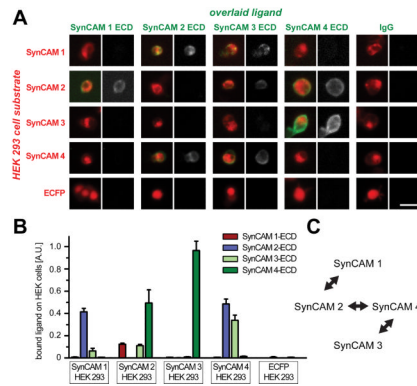 A
overlaid ligand
SynCAM 1 ECD SynCAM 2 ECD SynCAM 3 ECD SynCAM 4 ECD IgG
HEK 293 cell substrate
SynCAM 1
SynCAM 2
SynCAM 3
SynCAM 4
ECFP
B
bound ligand on HEK cells [A.U.]
1.0
0.8
0.6
0.4
0.2
0.0
SynCAM 1-ECD
SynCAM 2-ECD
SynCAM 3-ECD
SynCAM 4-ECD
SynCAM 1 HEK 293
SynCAM 2 HEK 293
SynCAM 3 HEK 293
SynCAM 4 HEK 293
ECFP HEK 293
C
SynCAM 1
SynCAM 2 SynCAM 4
SynCAM 3